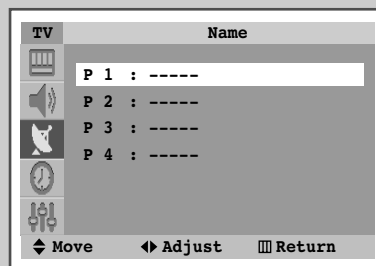 TV Name
P 1 : -----
P 2 : -----
P 3 : -----
P 4 : -----
Move Adjust Return